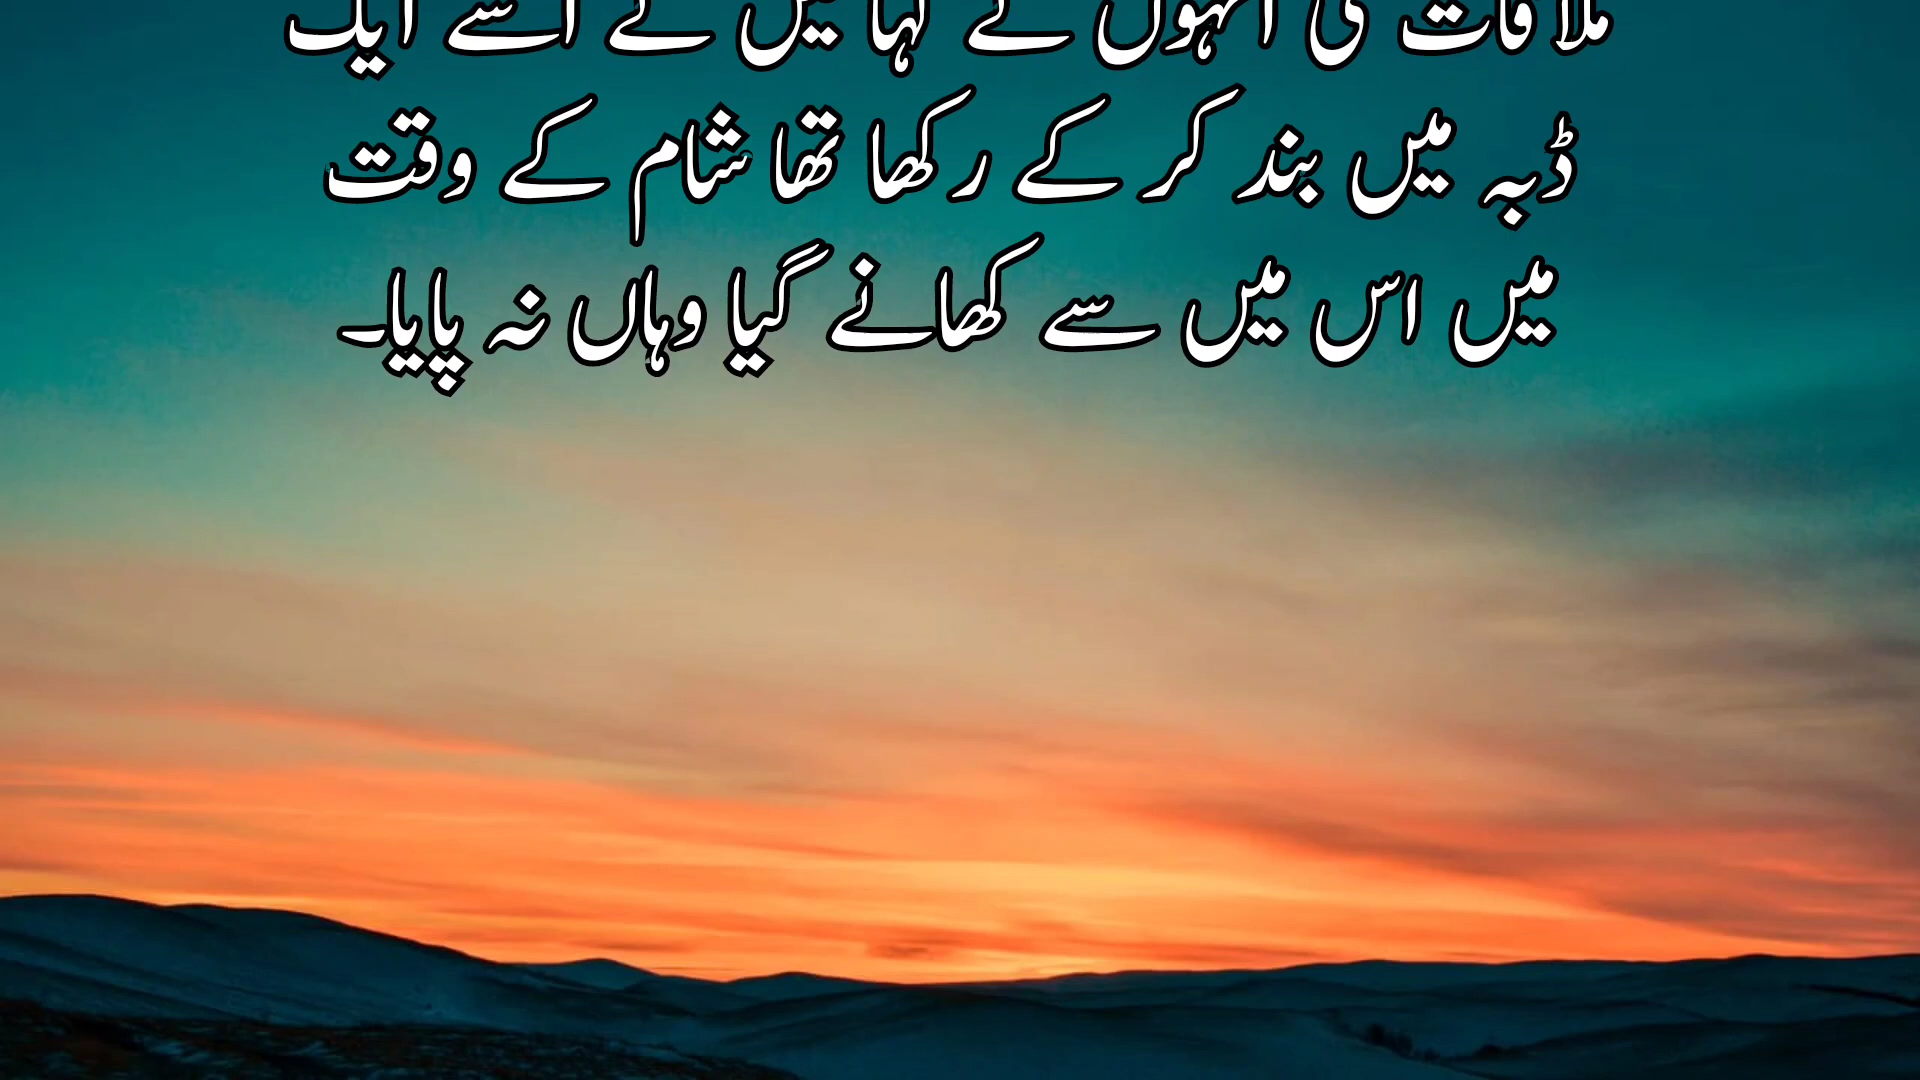 ملاقات کی انہوں نے کہا میں نے اسے ایک
ڈبہ میں بند کر کے رکھا تھا شام کے وقت
میں اس میں سے کھانے گیا وہاں نہ پایا۔